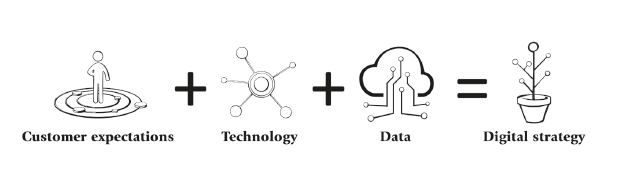 Customer expectations + Technology + Data = Digital strategy